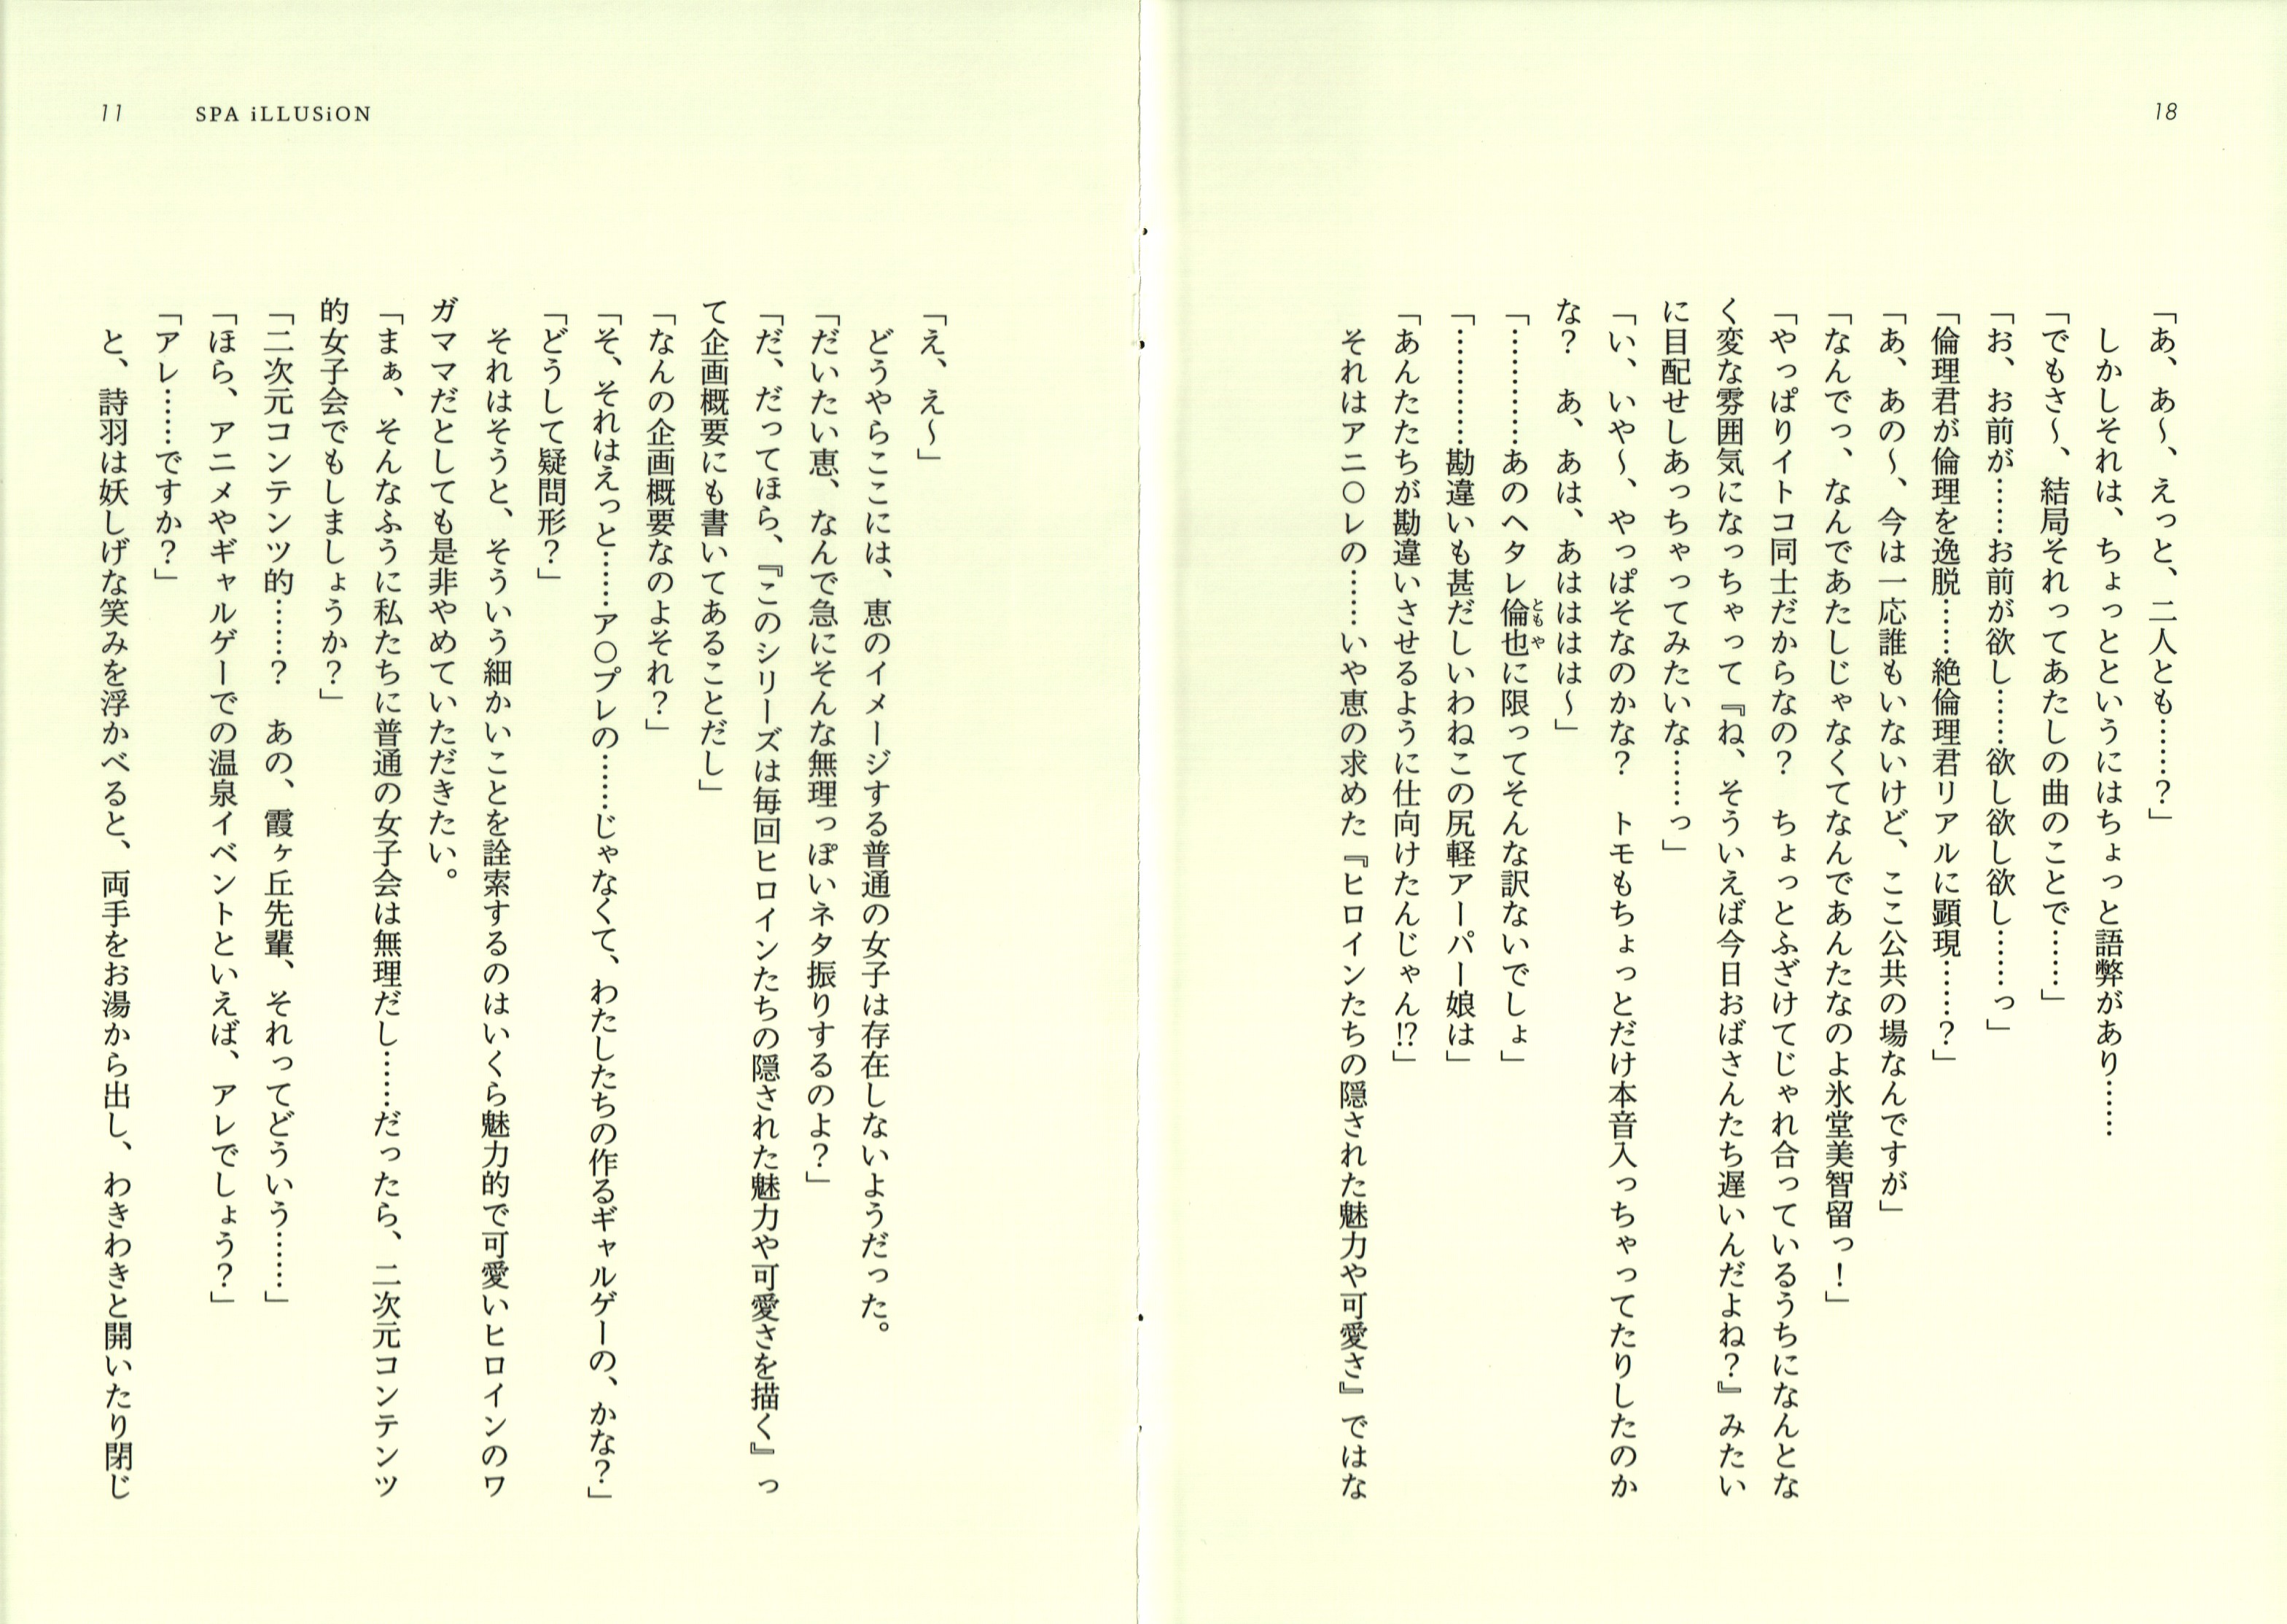 18
「あ、あ〜、えっと、二人とも……？」
しかしそれは、ちょっとというにはちょっと語弊があり……
「でもさ〜、結局それってあたしの曲のことで……」
「お、お前が……お前が欲し……欲し欲し欲し……っ」
「倫理君が倫理を逸脱……絶倫理君リアルに顕現……？」
「あ、あの〜、今は一応誰もいないけど、ここ公共の場なんですが」
「なんでっ、なんであたしじゃなくてなんであんたなのよ氷堂美智留っ！」
「やっぱりイトコ同士だからなの？　ちょっとふざけてじゃれ合っているうちになんとな
く変な雰囲気になっちゃって『ね、そういえば今日おばさんたち遅いんだよね？』みたい
に目配せしあっちゃってみたいな……っ」
「い、いや〜、やっぱそなのかな？　トモもちょっとだけ本音入っちゃってたりしたのか
な？　あ、あは、あはははは〜」
「…………あのヘタレ倫也ともやに限ってそんな訳ないでしょ」
「…………勘違いも甚だしいわねこの尻軽アーパー娘は」
「あんたたちが勘違いさせるように仕向けたんじゃん!?」
それはアニ○レの……いや恵の求めた『ヒロインたちの隠された魅力や可愛さ』ではな
11 SPA iLLUSiON
「え、え〜」
どうやらここには、恵のイメージする普通の女子は存在しないようだった。
「だいたい恵、なんで急にそんな無理っぽいネタ振りするのよ？」
「だ、だってほら、『このシリーズは毎回ヒロインたちの隠された魅力や可愛さを描く』っ
て企画概要にも書いてあることだし」
「なんの企画概要なのよそれ？」
「そ、それはえっと……ア○プレの……じゃなくて、わたしたちの作るギャルゲーの、かな？」
「どうして疑問形？」
それはそうと、そういう細かいことを詮索するのはいくら魅力的で可愛いヒロインのワ
ガママだとしても是非やめていただきたい。
「まぁ、そんなふうに私たちに普通の女子会は無理だし……だったら、二次元コンテンツ
的女子会でもしましょうか？」
「二次元コンテンツ的……？　あの、霞ヶ丘先輩、それってどういう……」
「ほら、アニメやギャルゲーでの温泉イベントといえば、アレでしょう？」
「アレ……ですか？」
と、詩羽は妖しげな笑みを浮かべると、両手をお湯から出し、わきわきと開いたり閉じ